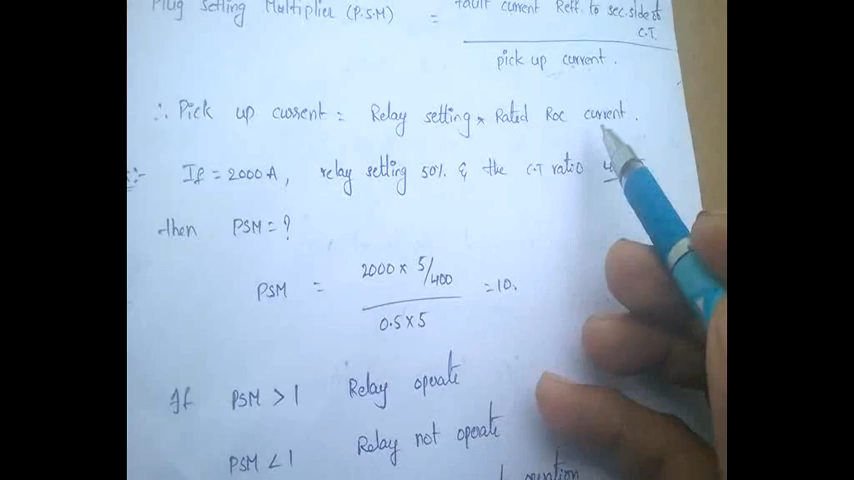 Plug setting Multiplier (P.S.M) = fault current Reff. to sec. side of C.T.
pick up current.
∴ Pick up current = Relay setting × Rated Roc current.
If = 2000 A, relay setting 50% & the C.T ratio
then PSM = ?
PSM = 2000 × 5/400 = 10.
0.5 × 5
If PSM > 1 Relay operate
PSM < 1 Relay not operate